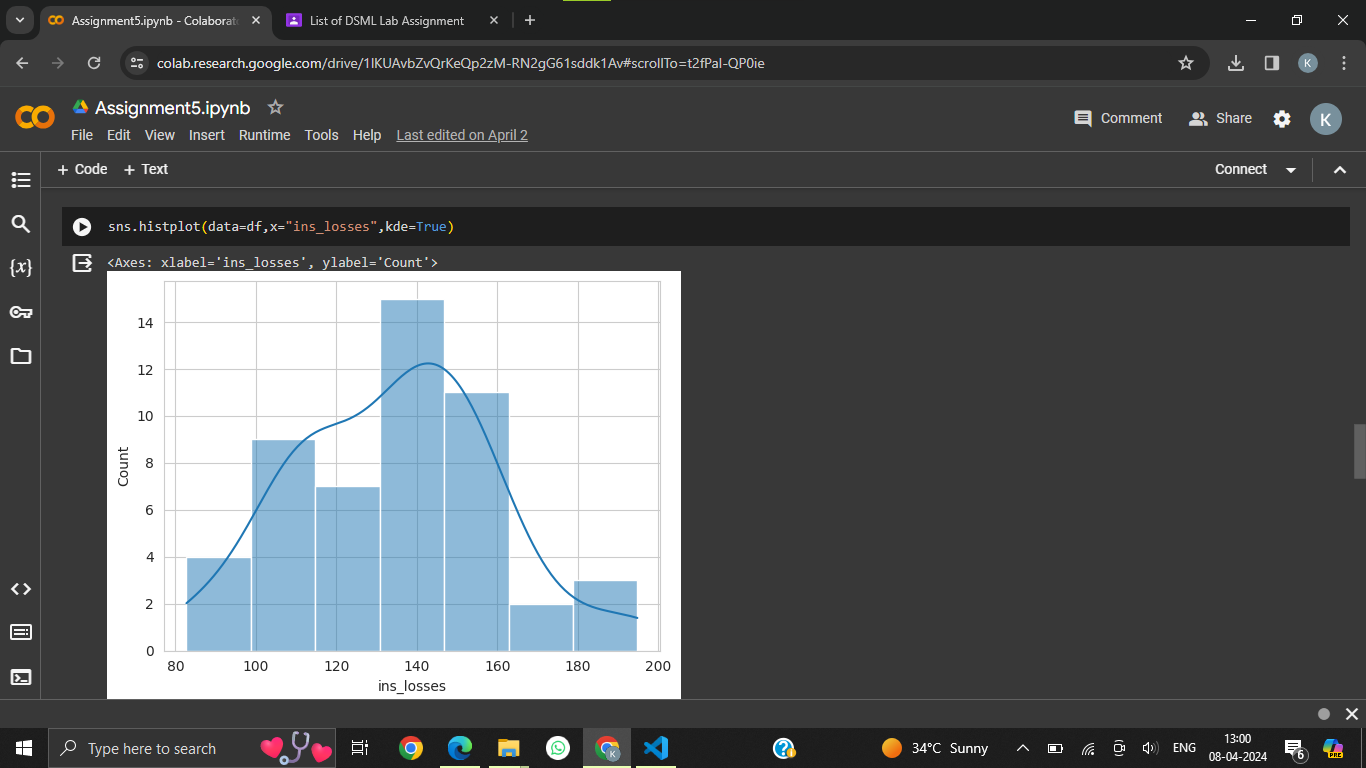 Assignment5.ipynb - Colaborat
List of DSML Lab Assignment
colab.research.google.com/drive/1lKUAvbZvQrKeQp2zM-RN2gG61sddk1Av#scrollTo=t2fPaI-QP0ie
K
Assignment5.ipynb
Comment
Share
K
File Edit View Insert Runtime Tools Help Last edited on April 2
+ Code + Text
Connect
sns.histplot(data=df,x="ins_losses",kde=True)
<Axes: xlabel='ins_losses', ylabel='Count'>
Count
14
12
10
8
6
4
2
0
80 100 120 140 160 180 200
ins_losses
{x}
Type here to search
K
34°C Sunny
ENG
13:00
08-04-2024
6
PRE